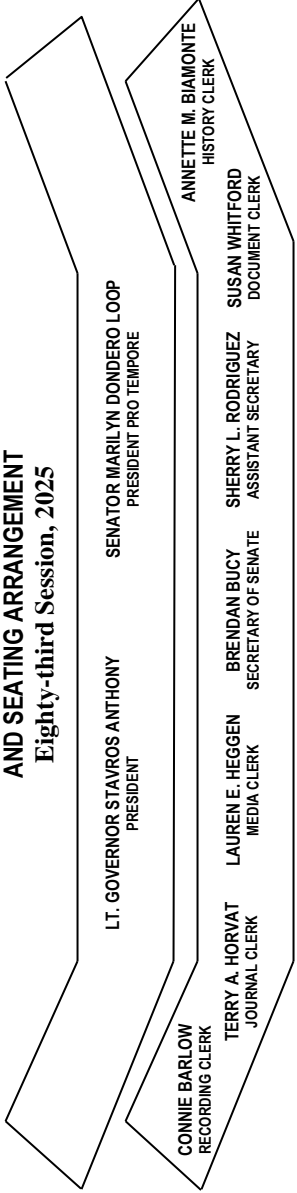 AND SEATING ARRANGEMENT
Eighty-third Session, 2025
LT. GOVERNOR STAVROS ANTHONY
PRESIDENT
SENATOR MARILYN DONDERO LOOP
PRESIDENT PRO TEMPORE
CONNIE BARLOW
RECORDING CLERK
TERRY A. HORVAT
JOURNAL CLERK
LAUREN E. HEGGEN
MEDIA CLERK
BRENDAN BUCY
SECRETARY OF SENATE
SHERRY L. RODRIGUEZ
ASSISTANT SECRETARY
SUSAN WHITFORD
DOCUMENT CLERK
ANNETTE M. BIAMONTE
HISTORY CLERK